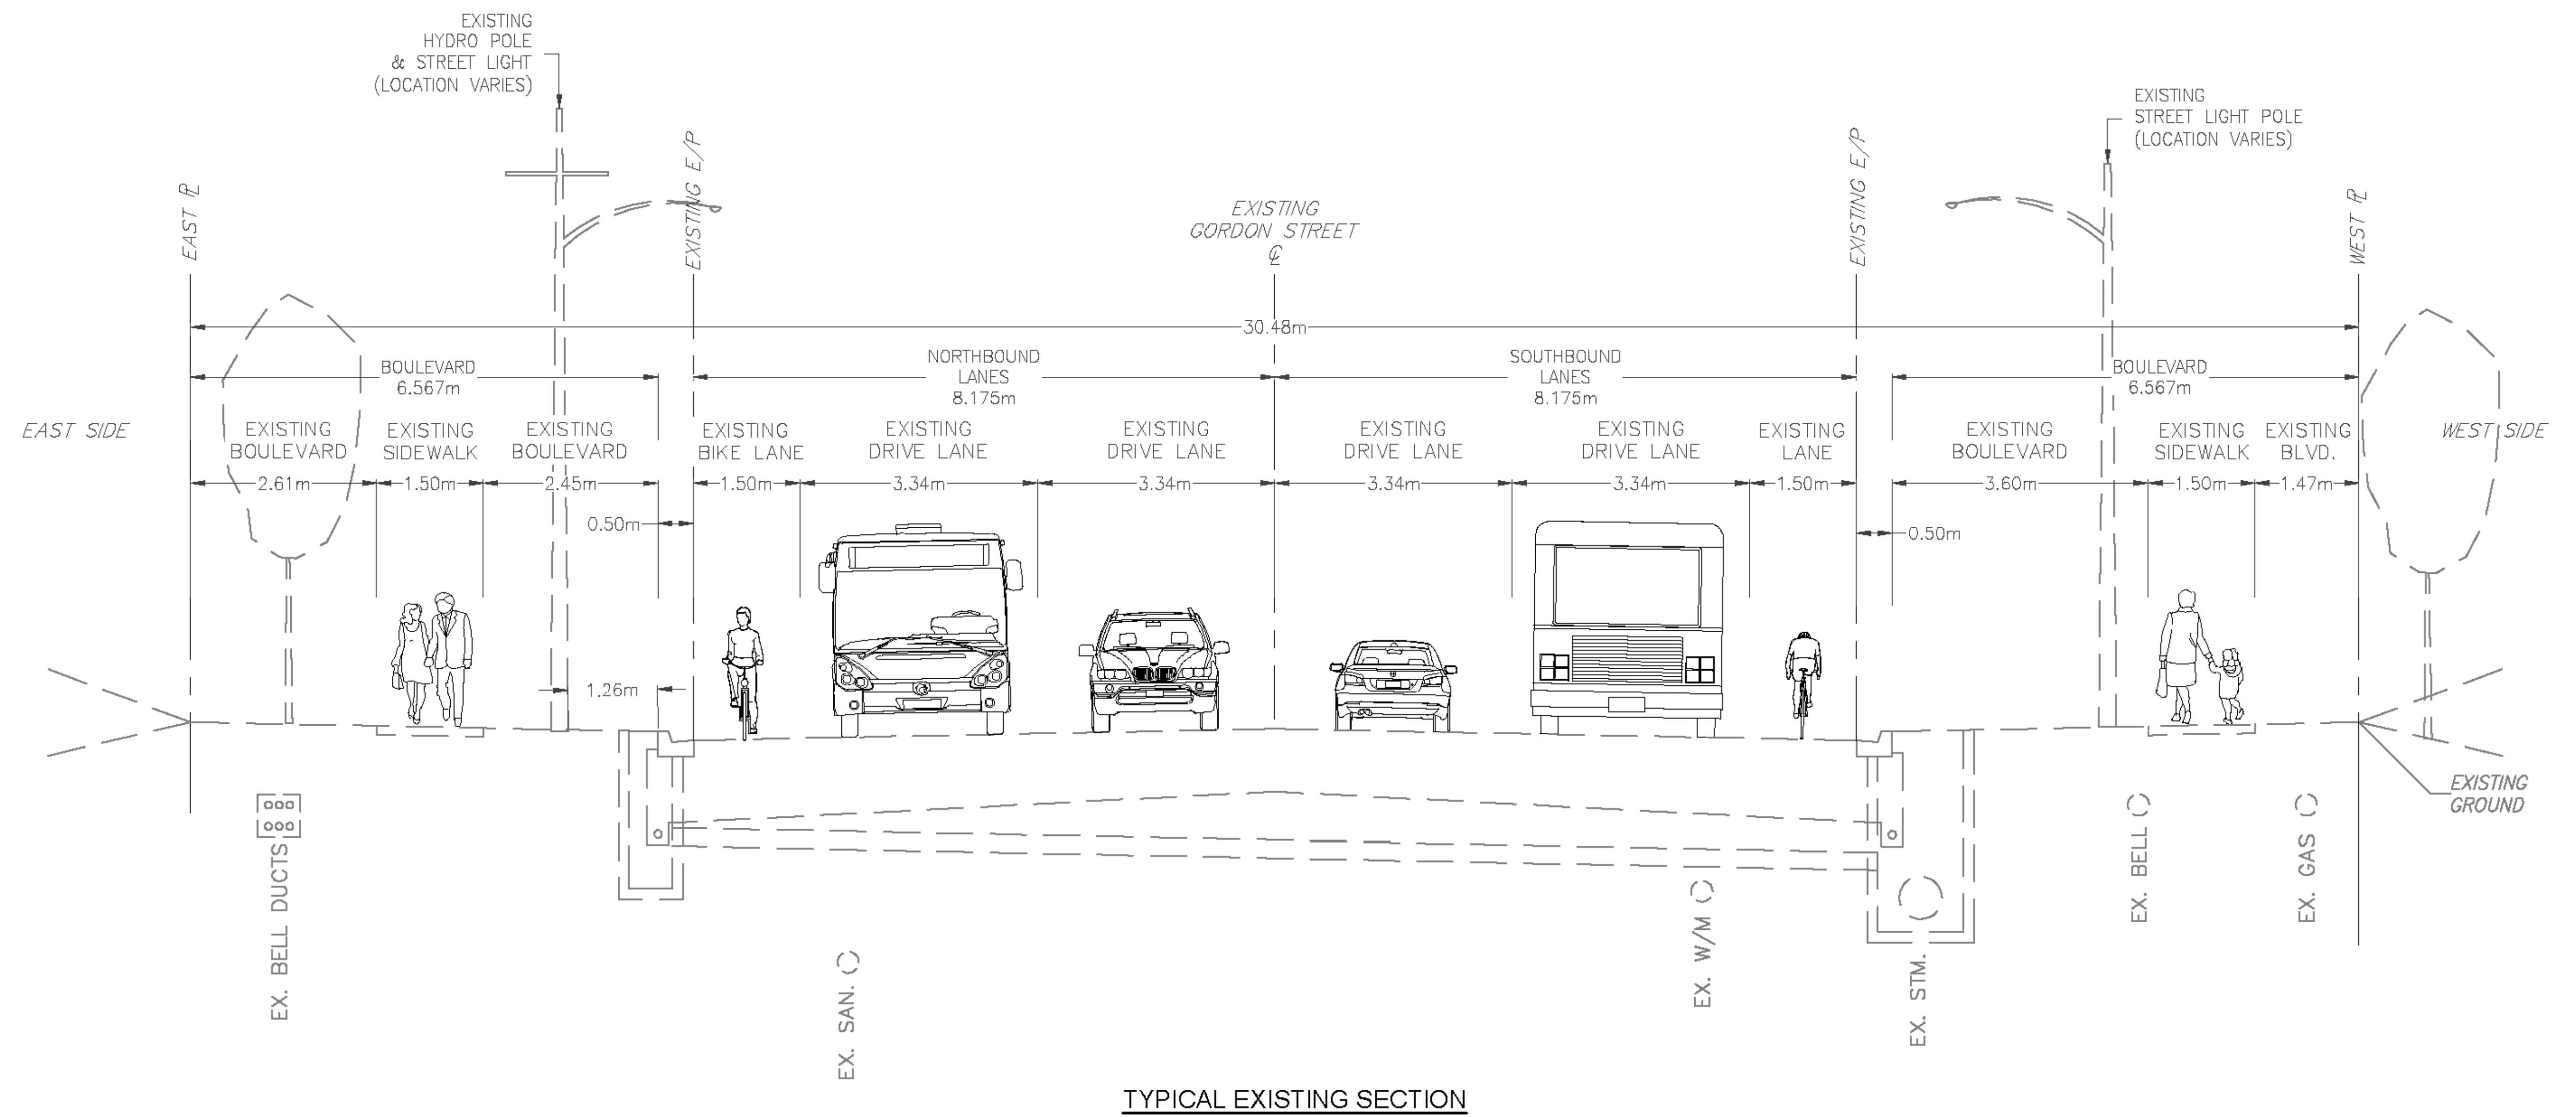 EXISTING
HYDRO POLE
& STREET LIGHT
(LOCATION VARIES)
EXISTING
STREET LIGHT POLE
(LOCATION VARIES)
EAST ⅊
EXISTING E/P
EXISTING
GORDON STREET
℄
EXISTING E/P
WEST ⅊
30.48m
BOULEVARD
6.567m
NORTHBOUND
LANES
8.175m
SOUTHBOUND
LANES
8.175m
BOULEVARD
6.567m
EAST SIDE
EXISTING
BOULEVARD
2.61m
EXISTING
SIDEWALK
1.50m
EXISTING
BOULEVARD
2.45m
EXISTING
BIKE LANE
1.50m
EXISTING
DRIVE LANE
3.34m
EXISTING
DRIVE LANE
3.34m
EXISTING
DRIVE LANE
3.34m
EXISTING
DRIVE LANE
3.34m
EXISTING
LANE
1.50m
EXISTING
BOULEVARD
3.60m
EXISTING
SIDEWALK
1.50m
EXISTING
BLVD.
1.47m
WEST SIDE
0.50m
0.50m
1.26m
EXISTING
GROUND
EX. BELL DUCTS
EX. SAN.
EX. W/M
EX. STM.
EX. BELL
EX. GAS
TYPICAL EXISTING SECTION